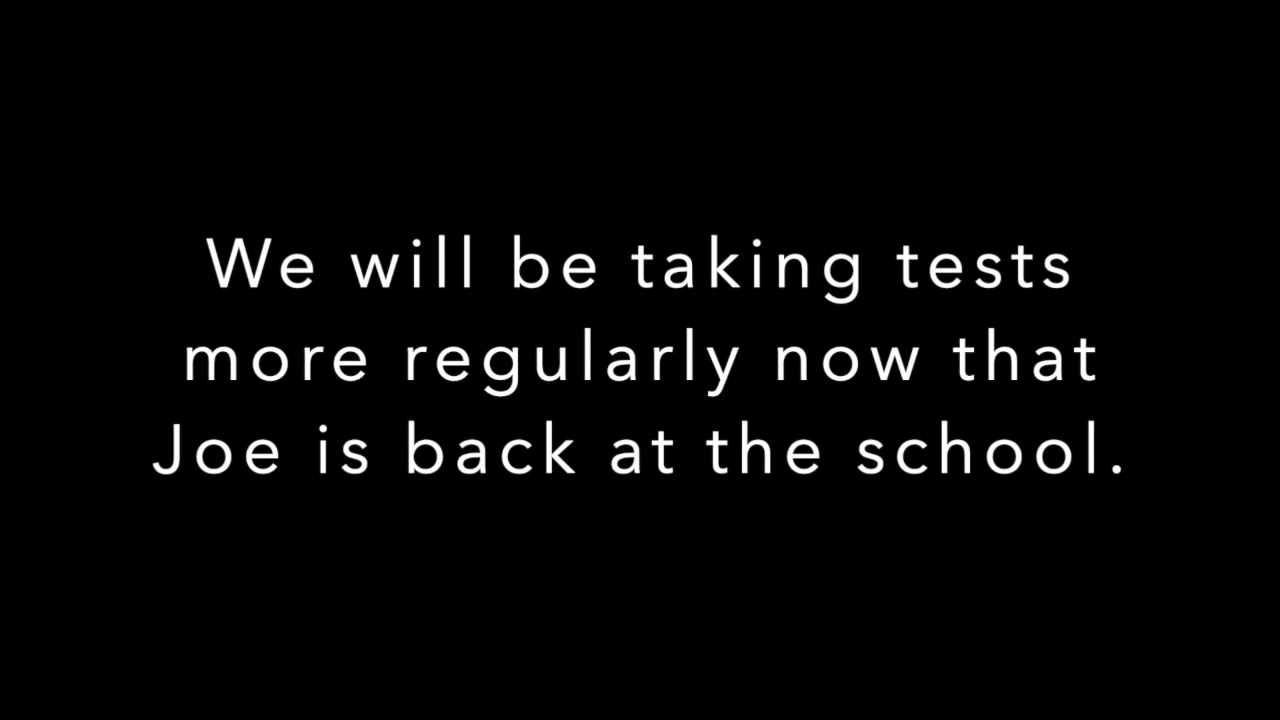 We will be taking tests
more regularly now that
Joe is back at the school.